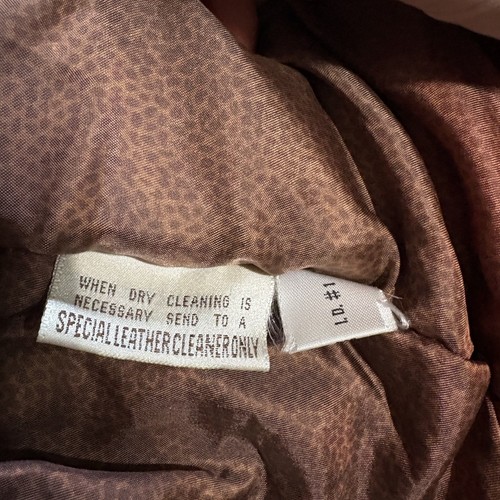 WHEN DRY CLEANING IS
NECESSARY SEND TO A
SPECIAL LEATHER CLEANER ONLY
I.D.#1